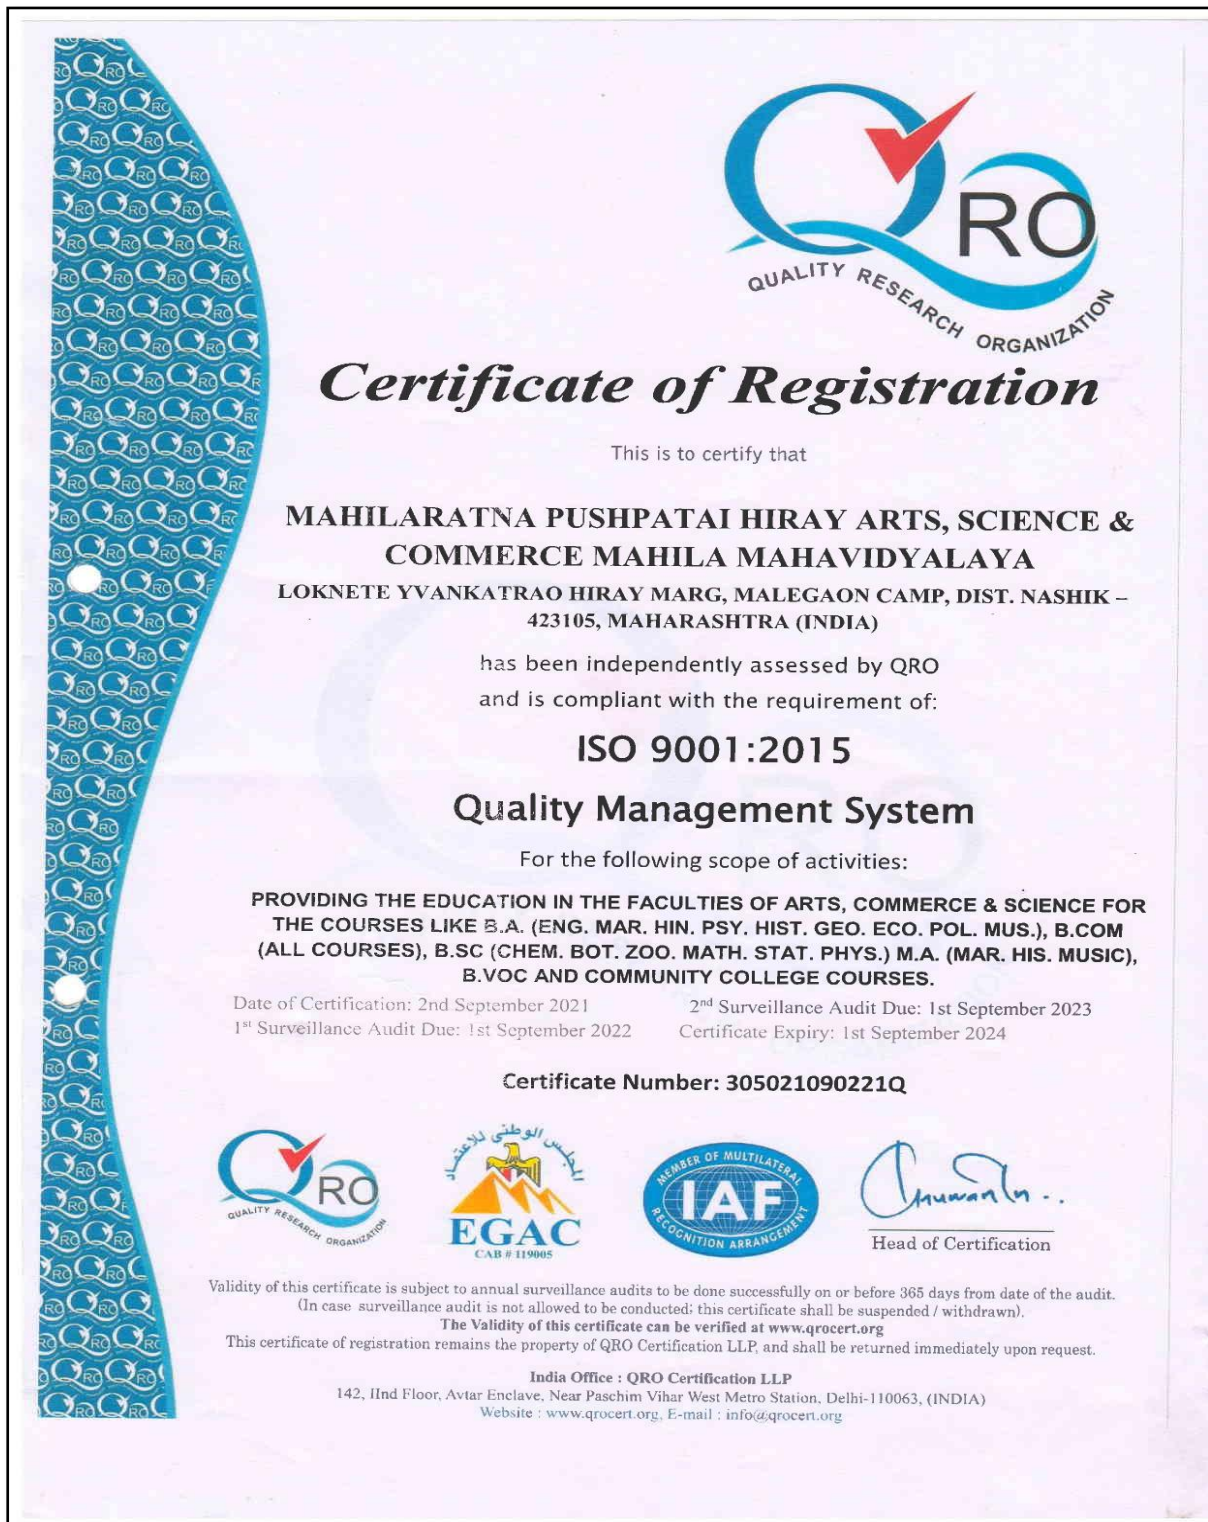 QRO
QUALITY RESEARCH ORGANIZATION
Certificate of Registration
This is to certify that
MAHILARATNA PUSHPATAI HIRAY ARTS, SCIENCE &
COMMERCE MAHILA MAHAVIDYALAYA
LOKNETE YVANKATRAO HIRAY MARG, MALEGAON CAMP, DIST. NASHIK –
423105, MAHARASHTRA (INDIA)
has been independently assessed by QRO
and is compliant with the requirement of:
ISO 9001:2015
Quality Management System
For the following scope of activities:
PROVIDING THE EDUCATION IN THE FACULTIES OF ARTS, COMMERCE & SCIENCE FOR
THE COURSES LIKE B.A. (ENG. MAR. HIN. PSY. HIST. GEO. ECO. POL. MUS.), B.COM
(ALL COURSES), B.SC (CHEM. BOT. ZOO. MATH. STAT. PHYS.) M.A. (MAR. HIS. MUSIC),
B.VOC AND COMMUNITY COLLEGE COURSES.
Date of Certification: 2nd September 2021 2nd Surveillance Audit Due: 1st September 2023
1st Surveillance Audit Due: 1st September 2022 Certificate Expiry: 1st September 2024
Certificate Number: 305021090221Q
QRO
QUALITY RESEARCH ORGANIZATION
المجلس الوطنى للاعتماد
EGAC
CAB # 119005
MEMBER OF MULTILATERAL
IAF
RECOGNITION ARRANGEMENT
Head of Certification
Validity of this certificate is subject to annual surveillance audits to be done successfully on or before 365 days from date of the audit.
(In case surveillance audit is not allowed to be conducted; this certificate shall be suspended / withdrawn).
The Validity of this certificate can be verified at www.qrocert.org
This certificate of registration remains the property of QRO Certification LLP, and shall be returned immediately upon request.
India Office : QRO Certification LLP
142, IInd Floor, Avtar Enclave, Near Paschim Vihar West Metro Station, Delhi-110063, (INDIA)
Website : www.qrocert.org, E-mail : info@qrocert.org